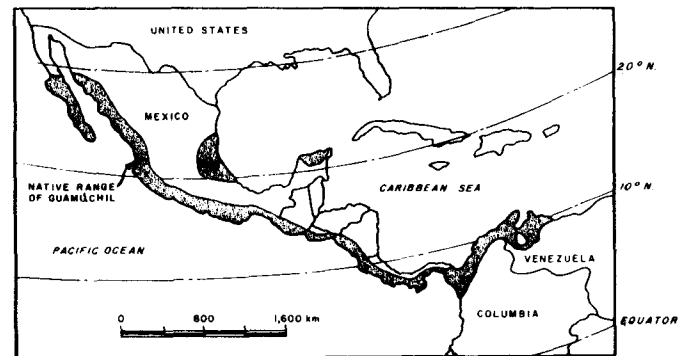 UNITED STATES
20° N.
MEXICO
NATIVE RANGE
OF GUAMUCHIL
CARIBBEAN SEA
10° N.
PACIFIC OCEAN
VENEZUELA
COLUMBIA
EQUATOR
0 800 1,600 km